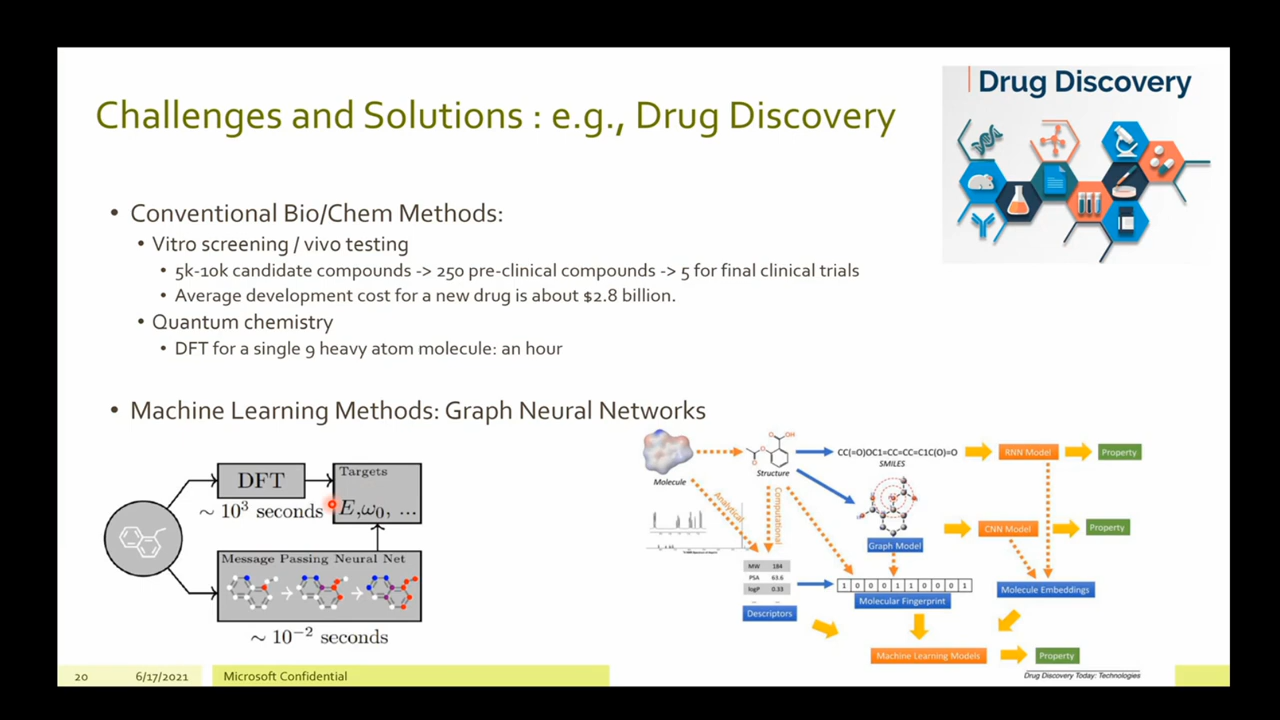 Drug Discovery
Challenges and Solutions : e.g., Drug Discovery
• Conventional Bio/Chem Methods:
• Vitro screening / vivo testing
• 5k-10k candidate compounds -> 250 pre-clinical compounds -> 5 for final clinical trials
• Average development cost for a new drug is about $2.8 billion.
• Quantum chemistry
• DFT for a single 9 heavy atom molecule: an hour
• Machine Learning Methods: Graph Neural Networks
DFT
~ 10³ seconds
Targets
E, ω₀, ...
Message Passing Neural Net
~ 10⁻² seconds
Molecule
Structure
CC(=O)OC1=CC=CC=C1C(O)=O
SMILES
RNN Model
Property
Analytical
Computational
Graph Model
CNN Model
Property
MW 184
PSA 63.6
logP 0.33
... ...
Descriptors
1 0 0 0 1 1 0 0 0 1
Molecular Fingerprint
Molecule Embeddings
Machine Learning Models
Property
Drug Discovery Today: Technologies
20
6/17/2021
Microsoft Confidential